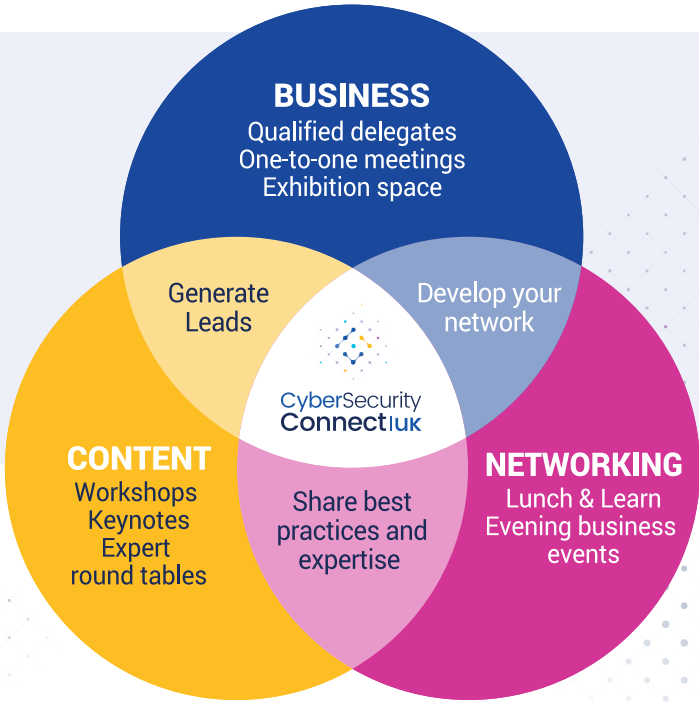 BUSINESS
Qualified delegates
One-to-one meetings
Exhibition space
Generate
Leads
Develop your
network
CyberSecurity
Connect|UK
CONTENT
Workshops
Keynotes
Expert
round tables
Share best
practices and
expertise
NETWORKING
Lunch & Learn
Evening business
events